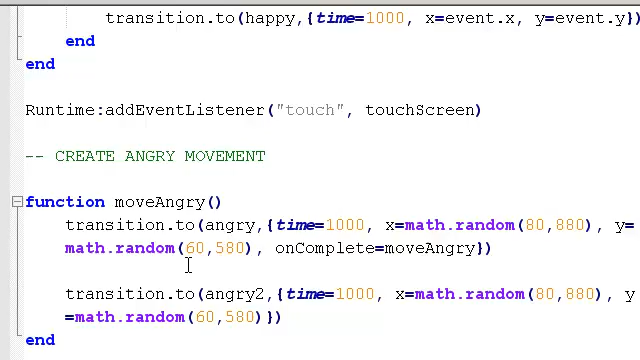 transition.to(happy,{time=1000, x=event.x, y=event.y})
end
end
Runtime:addEventListener("touch", touchScreen)
-- CREATE ANGRY MOVEMENT
function moveAngry()
transition.to(angry,{time=1000, x=math.random(80,880), y=
math.random(60,580), onComplete=moveAngry})
transition.to(angry2,{time=1000, x=math.random(80,880), y
=math.random(60,580)})
end